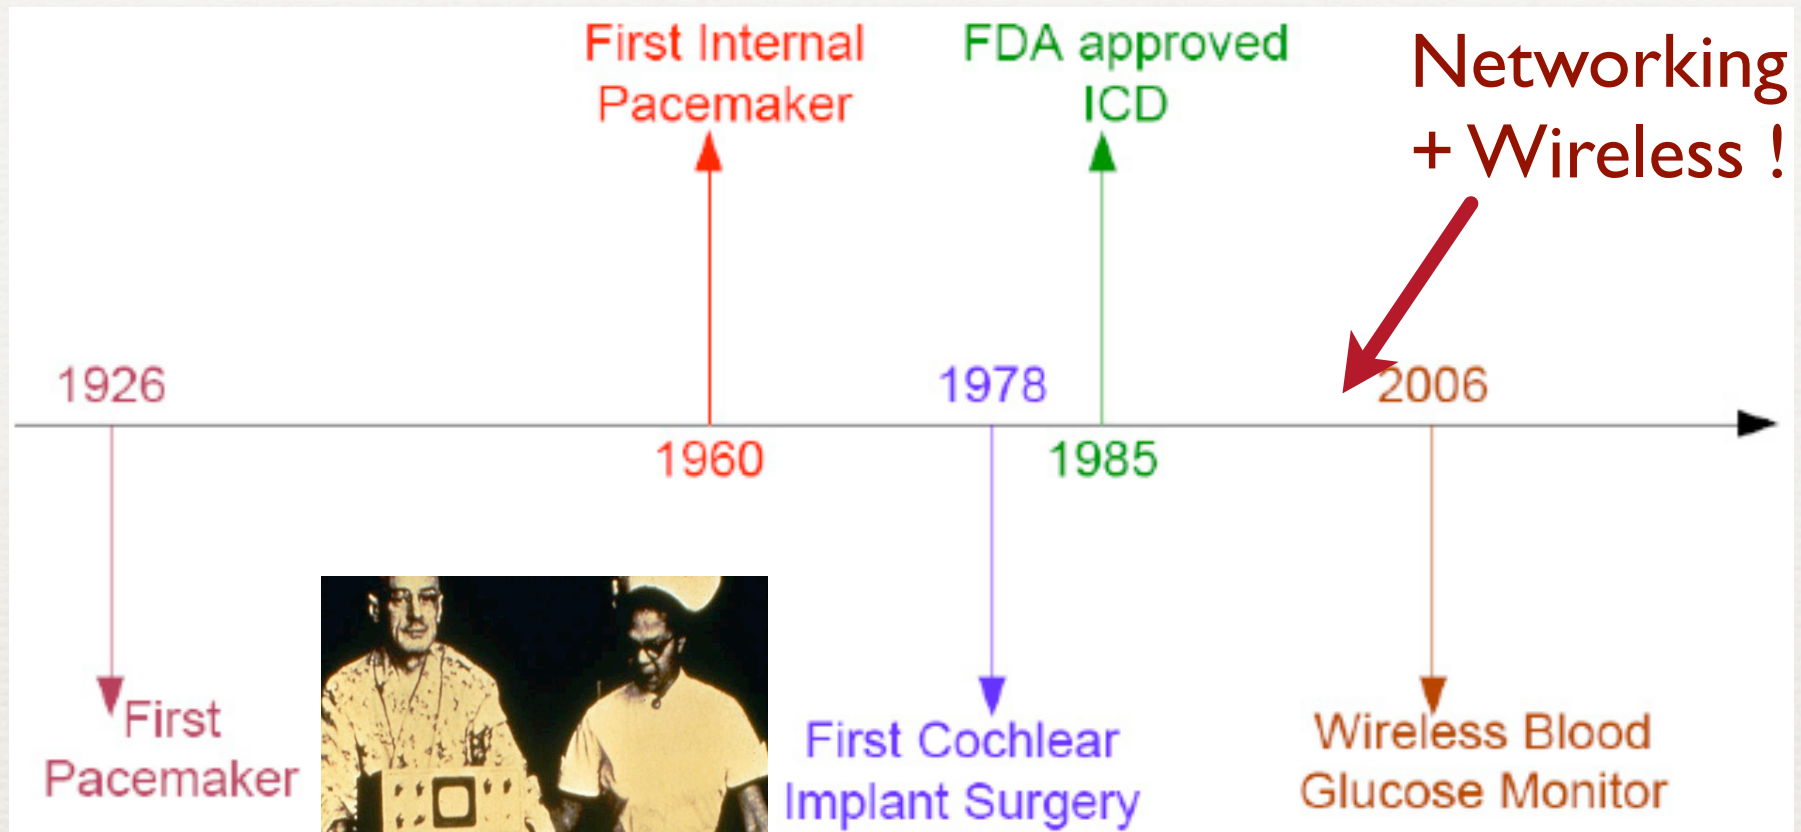 First Internal
Pacemaker
FDA approved
ICD
Networking
+ Wireless !
1926
1978
2006
1960
1985
First
Pacemaker
First Cochlear
Implant Surgery
Wireless Blood
Glucose Monitor